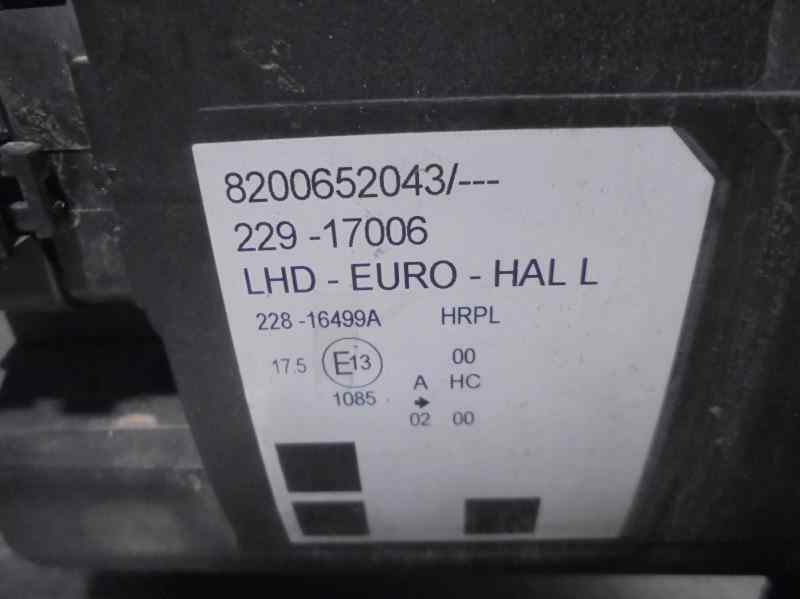 8200652043/---
229 -17006
LHD - EURO - HAL L
228 -16499A HRPL
00
17.5 E13 A HC
1085 ➔
02 00